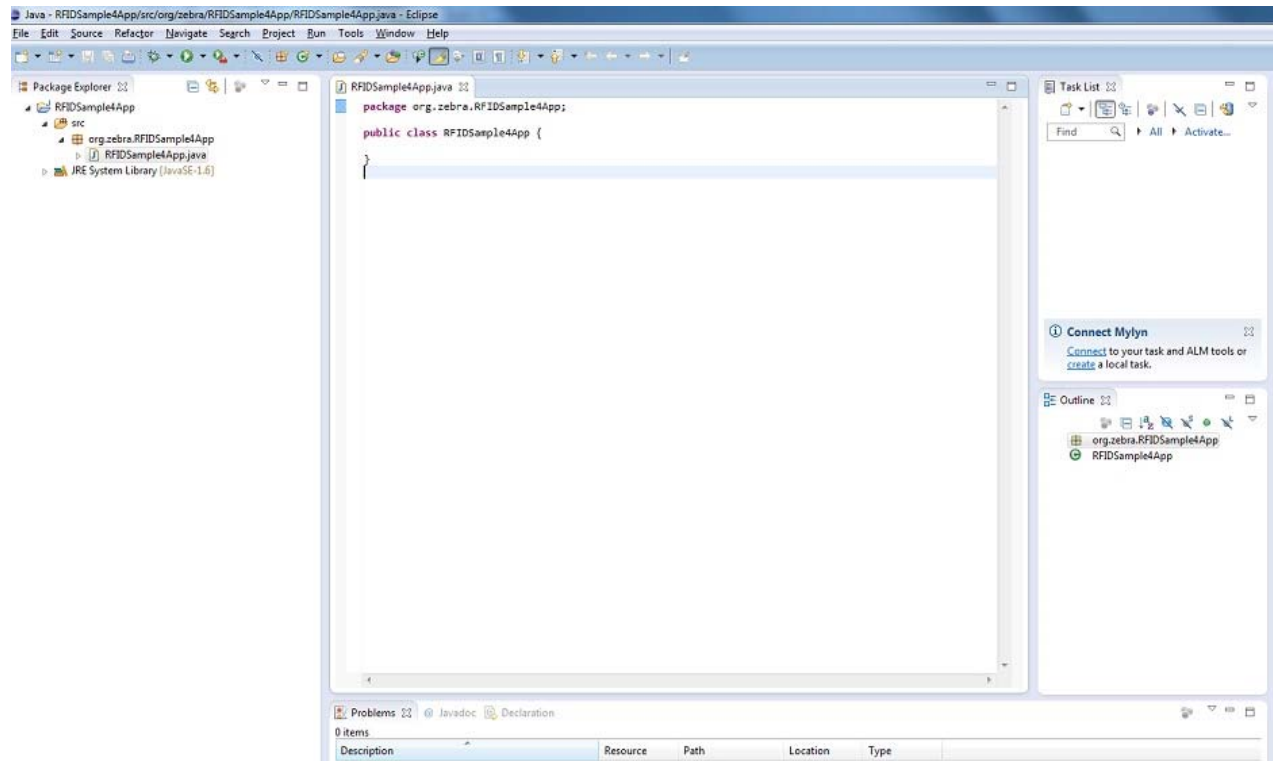 Java - RFIDSample4App/src/org/zebra/RFIDSample4App/RFIDSample4App.java - Eclipse
File Edit Source Refactor Navigate Search Project Run Tools Window Help
Package Explorer
RFIDSample4App
src
org.zebra.RFIDSample4App
RFIDSample4App.java
JRE System Library [JavaSE-1.6]
RFIDSample4App.java
package org.zebra.RFIDSample4App;
public class RFIDSample4App {
}
Task List
Find All Activate...
Connect Mylyn
Connect to your task and ALM tools or
create a local task.
Outline
org.zebra.RFIDSample4App
RFIDSample4App
Problems Javadoc Declaration
0 items
Description Resource Path Location Type